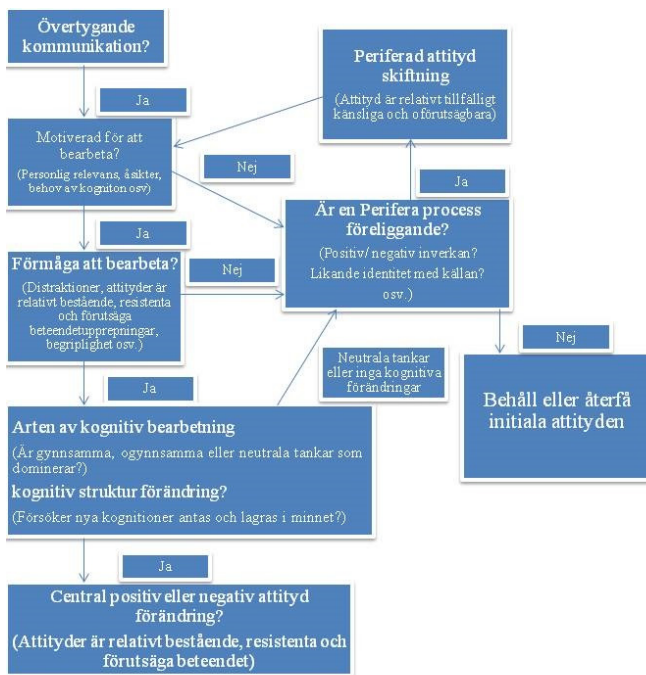 Övertygande
kommunikation?
Ja
Motiverad för att
bearbeta?
(Personlig relevans, åsikter,
behov av kogniton osv)
Nej
Ja
Förmåga att bearbeta?
(Distraktioner, attityder är
relativt bestående, resistenta
och förutsäga
beteendetupprepningar,
begriplighet osv.)
Nej
Ja
Arten av kognitiv bearbetning
(Är gynnsamma, ogynnsamma eller neutrala tankar som
dominerar?)
kognitiv struktur förändring?
(Försöker nya kognitioner antas och lagras i minnet?)
Ja
Central positiv eller negativ attityd
förändring?
(Attityder är relativt bestående, resistenta och
förutsäga beteendet)
Periferad attityd
skiftning
(Attityd är relativt tillfälligt
känsliga och oförutsägbara)
Ja
Är en Perifera process
föreliggande?
(Positiv/ negativ inverkan?
Likande identitet med källan?
osv.)
Neutrala tankar
eller inga kognitiva
förändringar
Nej
Behåll eller återfå
initiala attityden